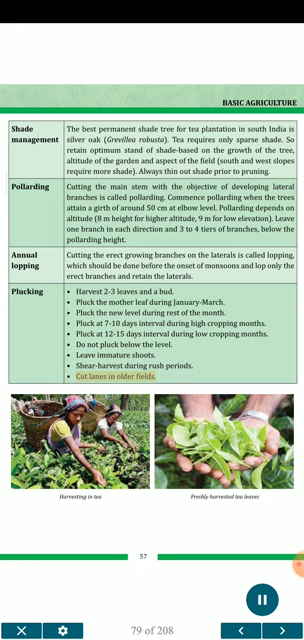 BASIC AGRICULTURE
Shade
management
The best permanent shade tree for tea plantation in south India is
silver oak (Grevillea robusta). Tea requires only sparse shade. So
retain optimum stand of shade-based on the growth of the tree,
altitude of the garden and aspect of the field (south and west slopes
require more shade). Always thin out shade prior to pruning.
Pollarding
Cutting the main stem with the objective of developing lateral
branches is called pollarding. Commence pollarding when the trees
attain a girth of around 50 cm at elbow level. Pollarding depends on
altitude (8 m height for higher altitude, 9 m for low elevation). Leave
one branch in each direction and 3 to 4 tiers of branches, below the
pollarding height.
Annual
lopping
Cutting the erect growing branches on the laterals is called lopping,
which should be done before the onset of monsoons and lop only the
erect branches and retain the laterals.
Plucking
• Harvest 2-3 leaves and a bud.
• Pluck the mother leaf during January-March.
• Pluck the new level during rest of the month.
• Pluck at 7-10 days interval during high cropping months.
• Pluck at 12-15 days interval during low cropping months.
• Do not pluck below the level.
• Leave immature shoots.
• Shear-harvest during rush periods.
• Cut lanes in older fields.
Harvesting in tea
Freshly harvested tea leaves
57
79 of 208